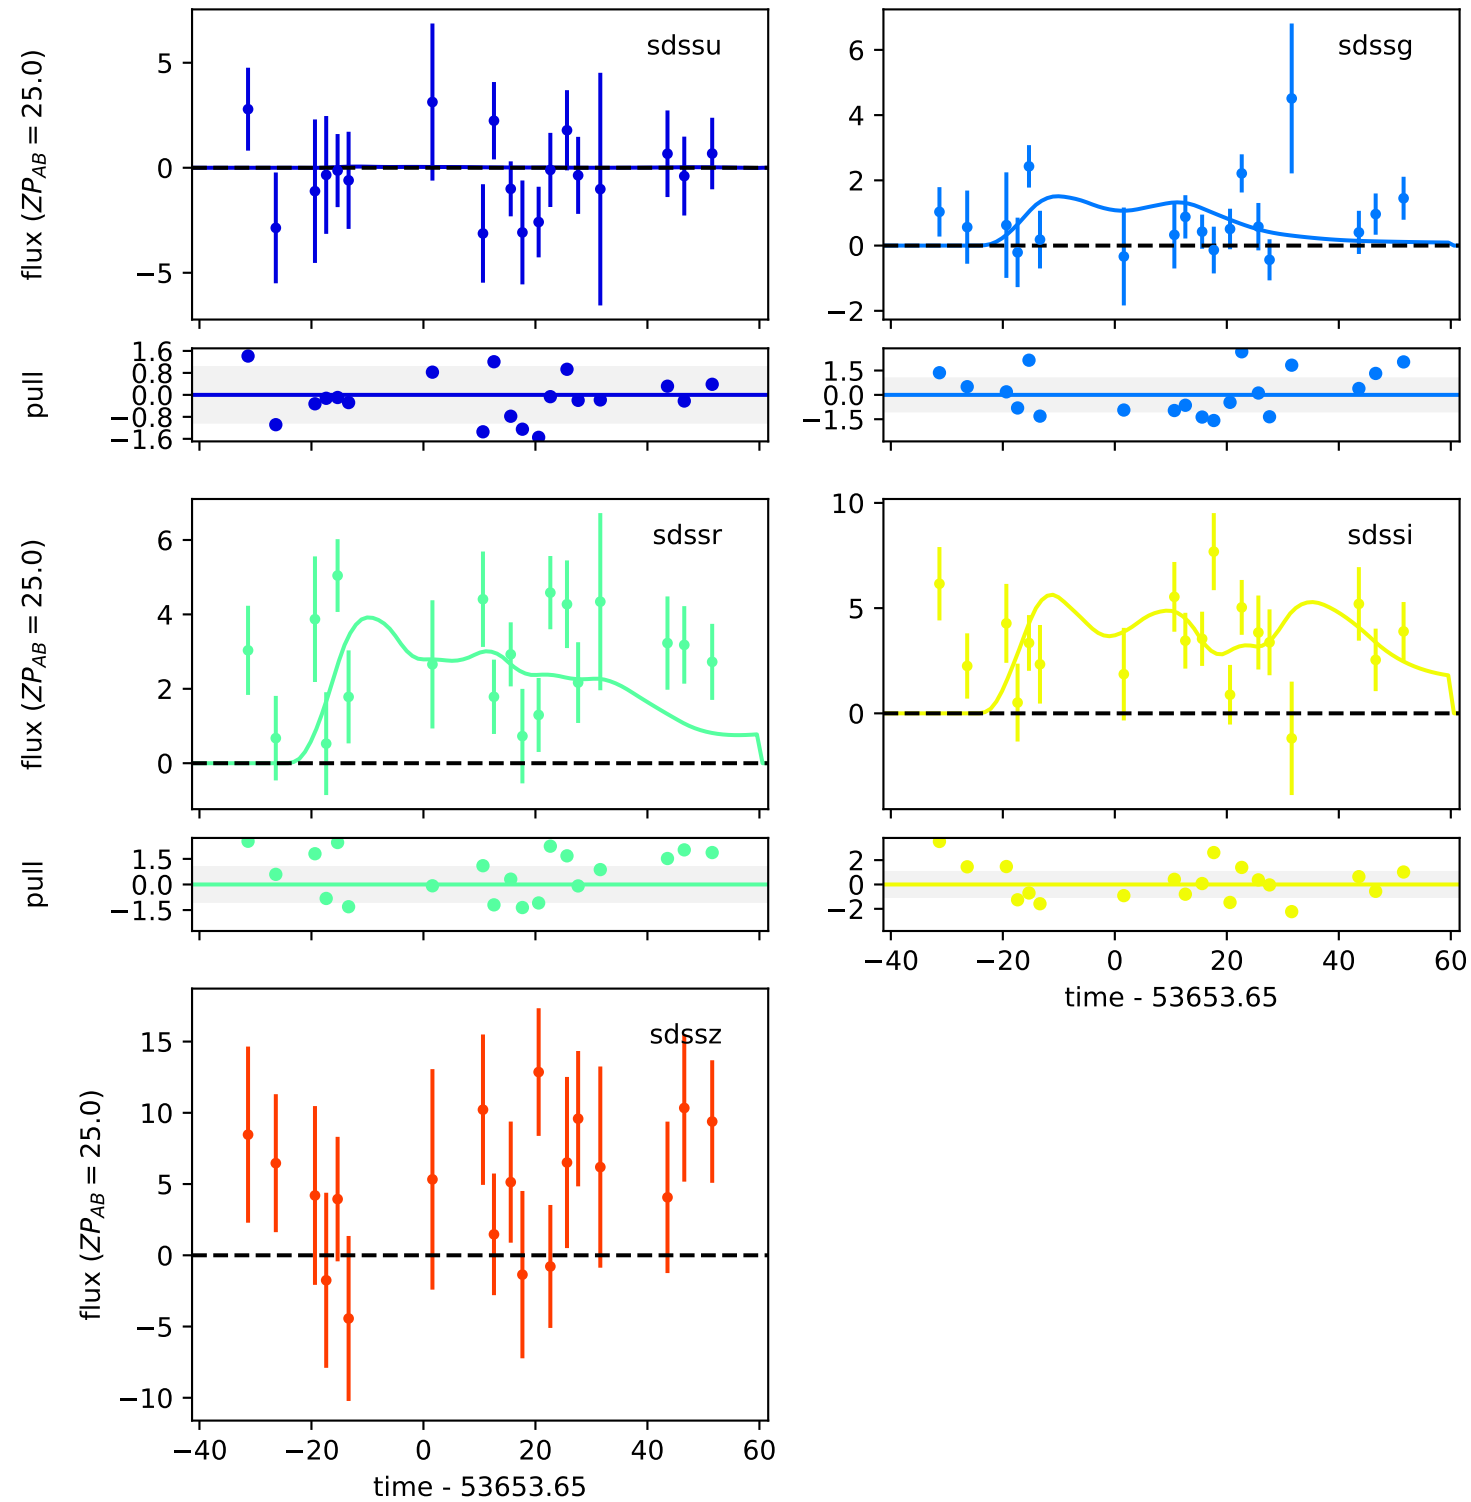 sdssu
flux (ZP_AB = 25.0)
5
0
−5
sdssg
6
4
2
0
−2
pull
1.6
0.8
0.0
−0.8
−1.6
1.5
0.0
−1.5
sdssr
flux (ZP_AB = 25.0)
6
4
2
0
sdssi
10
5
0
pull
1.5
0.0
−1.5
2
0
−2
−40 −20 0 20 40 60
time - 53653.65
sdssz
flux (ZP_AB = 25.0)
15
10
5
0
−5
−10
−40 −20 0 20 40 60
time - 53653.65